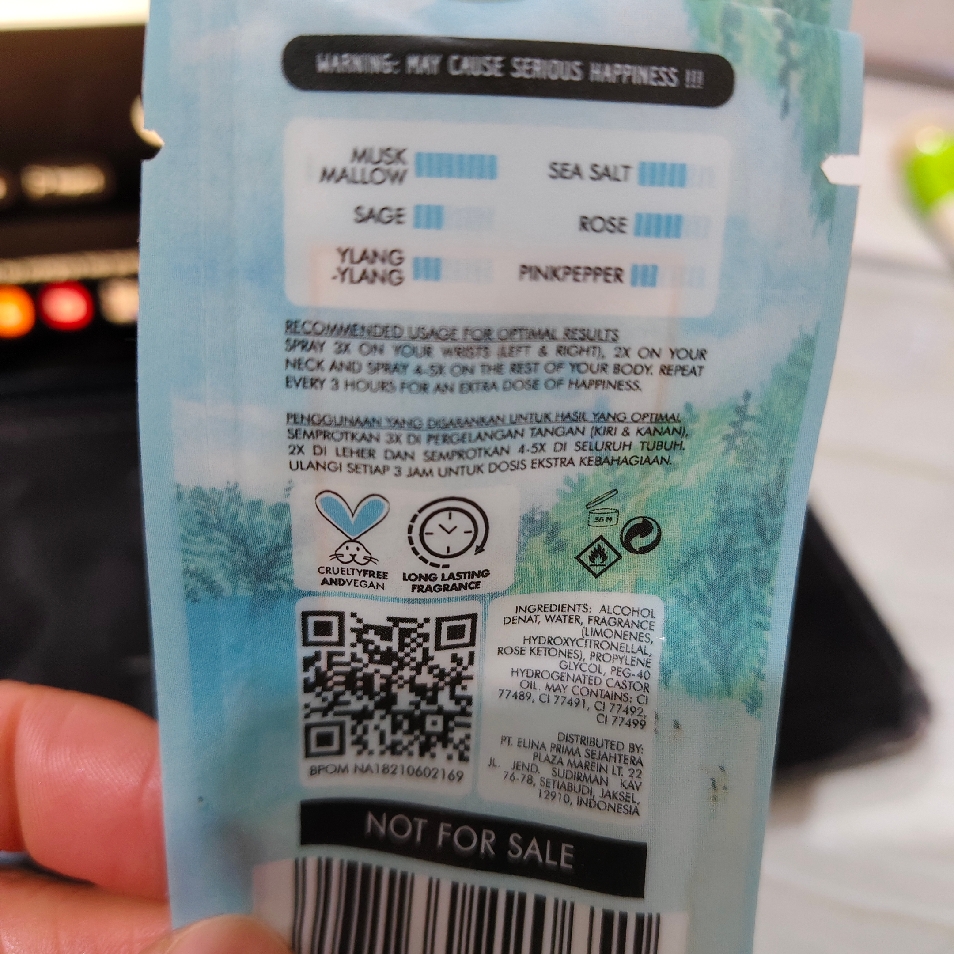 WARNING: MAY CAUSE SERIOUS HAPPINESS !!!
MUSK
MALLOW
SEA SALT
SAGE
ROSE
YLANG
-YLANG
PINKPEPPER
RECOMMENDED USAGE FOR OPTIMAL RESULTS
SPRAY 3X ON YOUR WRISTS (LEFT & RIGHT), 2X ON YOUR
NECK AND SPRAY 4-5X ON THE REST OF YOUR BODY. REPEAT
EVERY 3 HOURS FOR AN EXTRA DOSE OF HAPPINESS.
PENGGUNAAN YANG DISARANKAN UNTUK HASIL YANG OPTIMAL
SEMPROTKAN 3X DI PERGELANGAN TANGAN (KIRI & KANAN),
2X DI LEHER DAN SEMPROTKAN 4-5X DI SELURUH TUBUH.
ULANGI SETIAP 3 JAM UNTUK DOSIS EKSTRA KEBAHAGIAAN.
CRUELTYFREE
ANDVEGAN
LONG LASTING
FRAGRANCE
36 M
INGREDIENTS: ALCOHOL
DENAT, WATER, FRAGRANCE
(LIMONENES,
HYDROXYCITRONELLAL,
ROSE KETONES), PROPYLENE
GLYCOL, PEG-40
HYDROGENATED CASTOR
OIL. MAY CONTAINS: CI
77489, CI 77491, CI 77492,
CI 77499
DISTRIBUTED BY:
PT. ELINA PRIMA SEJAHTERA
PLAZA MAREIN LT. 22
JL. JEND. SUDIRMAN KAV
76-78, SETIABUDI, JAKSEL,
12910, INDONESIA
BPOM NA18210602169
NOT FOR SALE